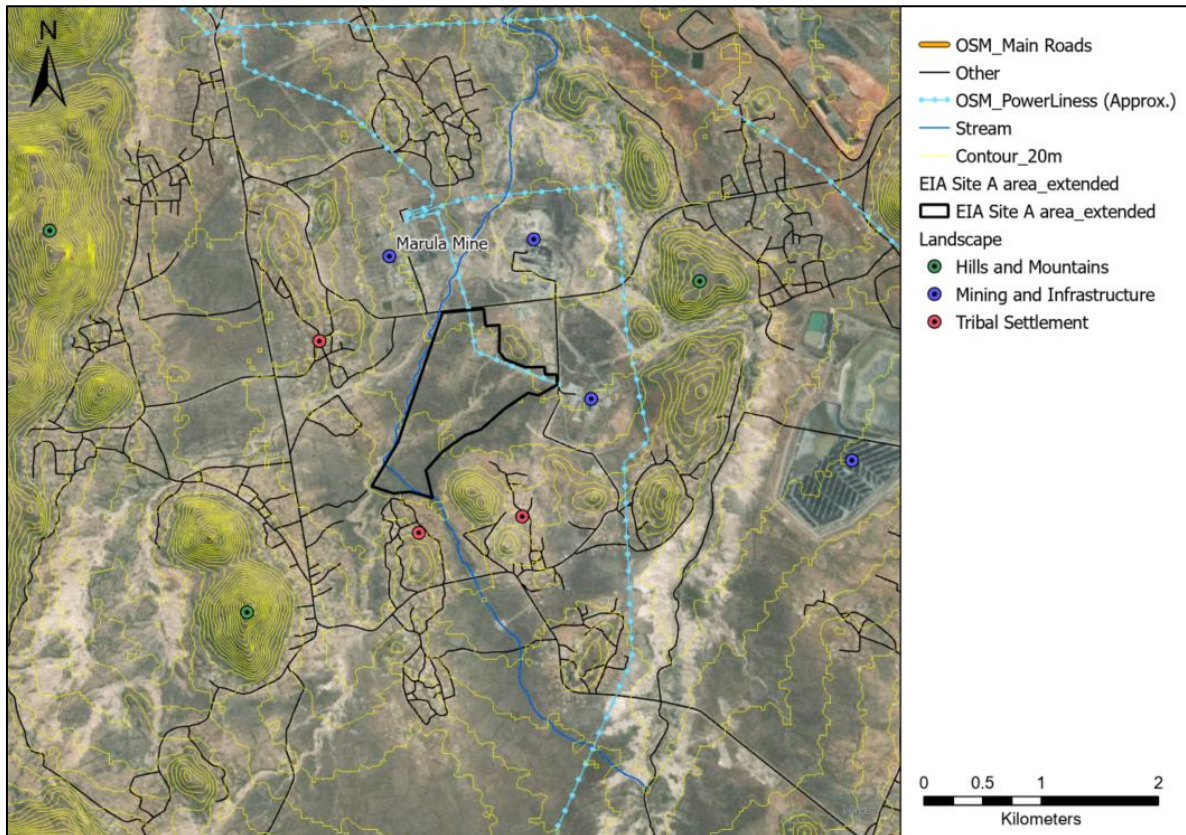 N
Marula Mine
OSM_Main Roads
Other
OSM_PowerLiness (Approx.)
Stream
Contour_20m
EIA Site A area_extended
EIA Site A area_extended
Landscape
Hills and Mountains
Mining and Infrastructure
Tribal Settlement
0 0.5 1 2
Kilometers